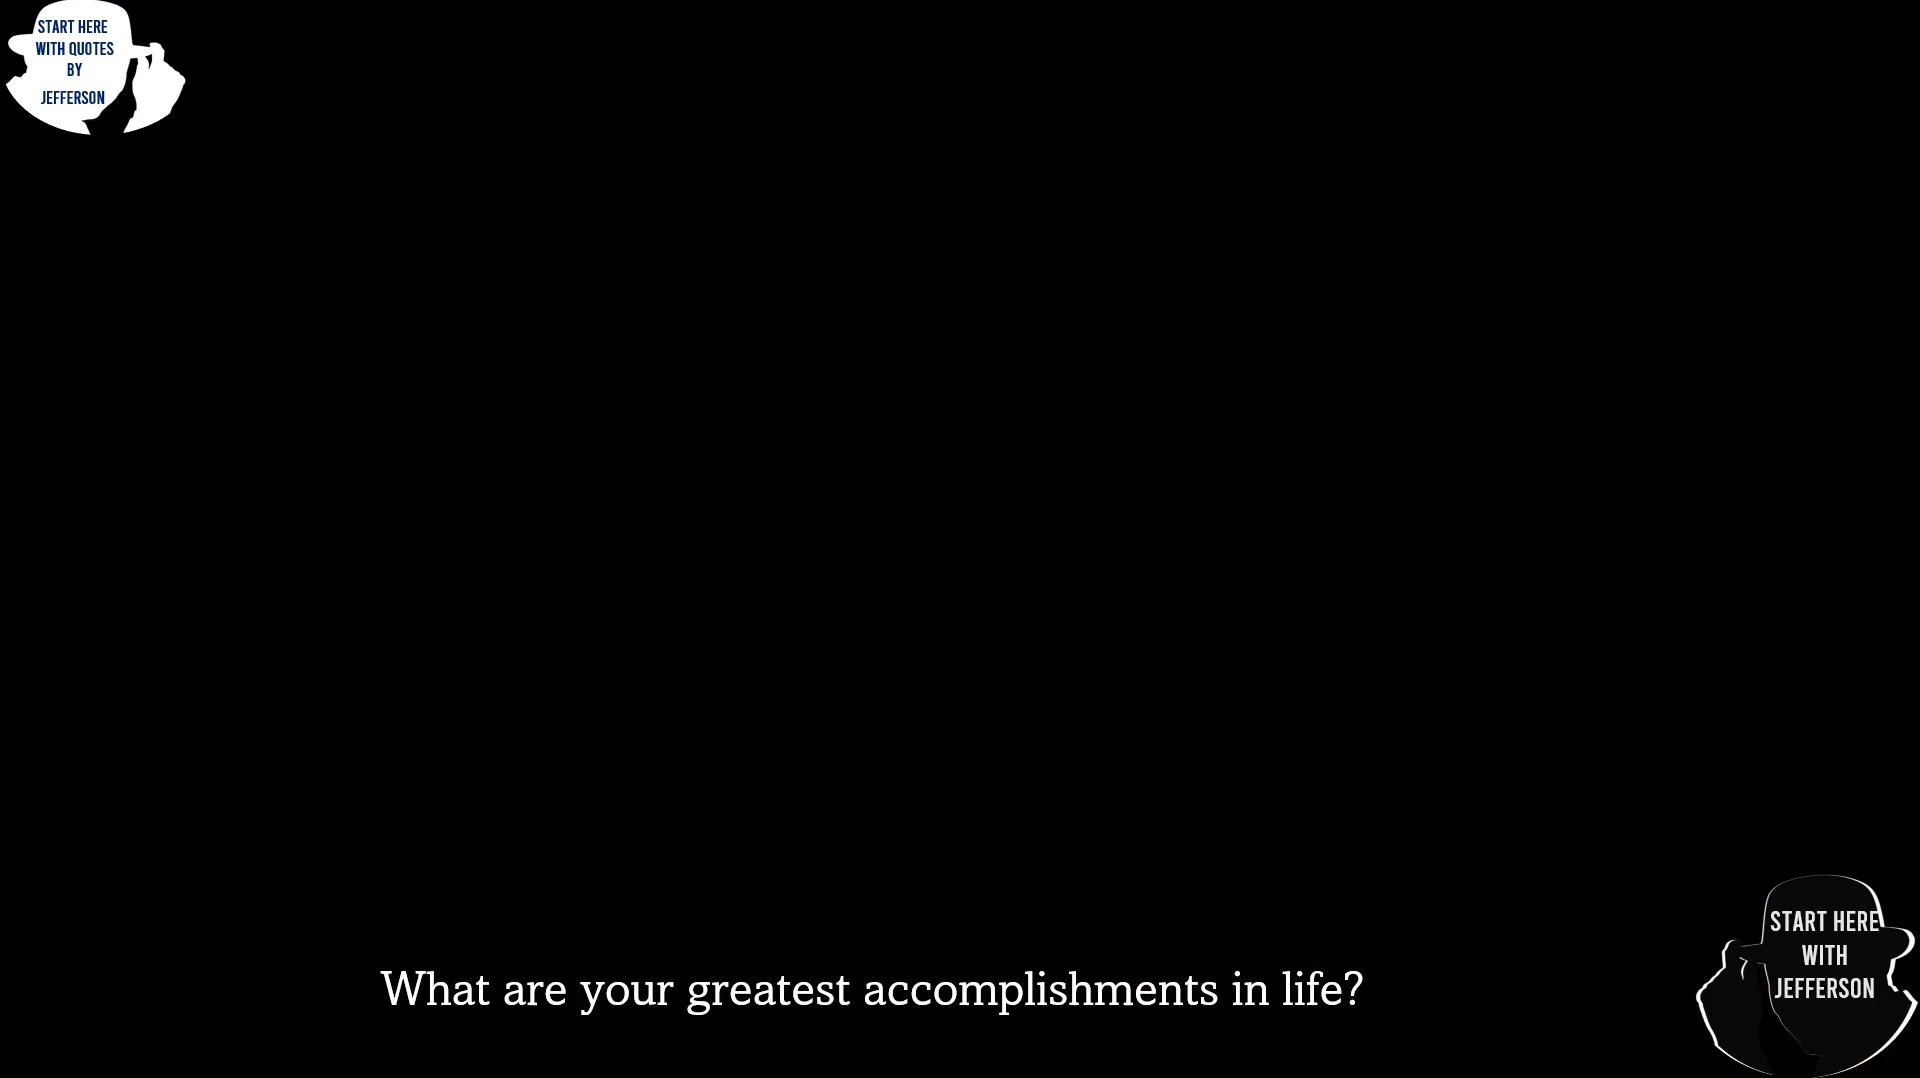 START HERE
WITH QUOTES
BY
JEFFERSON
What are your greatest accomplishments in life?
START HERE
WITH
JEFFERSON